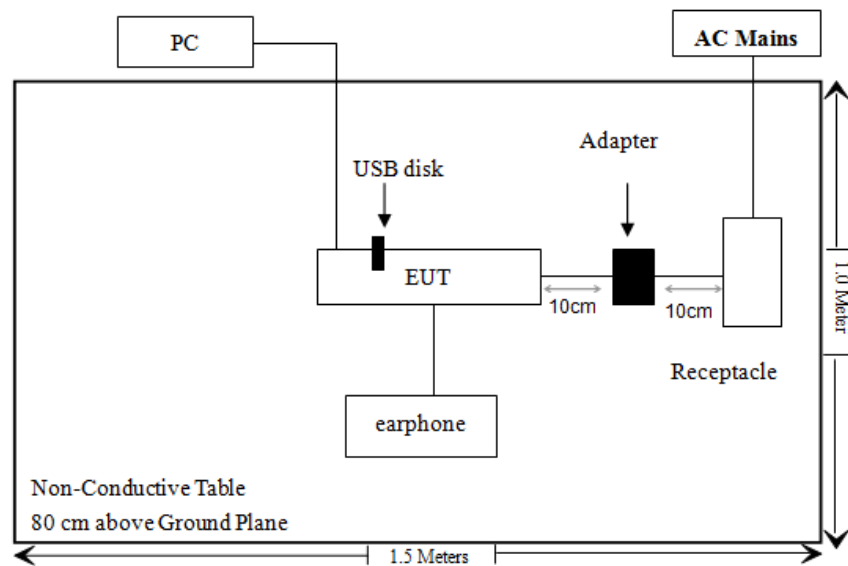 PC
AC Mains
Adapter
USB disk
EUT
10cm
10cm
1.0 Meter
Receptacle
earphone
Non-Conductive Table
80 cm above Ground Plane
1.5 Meters